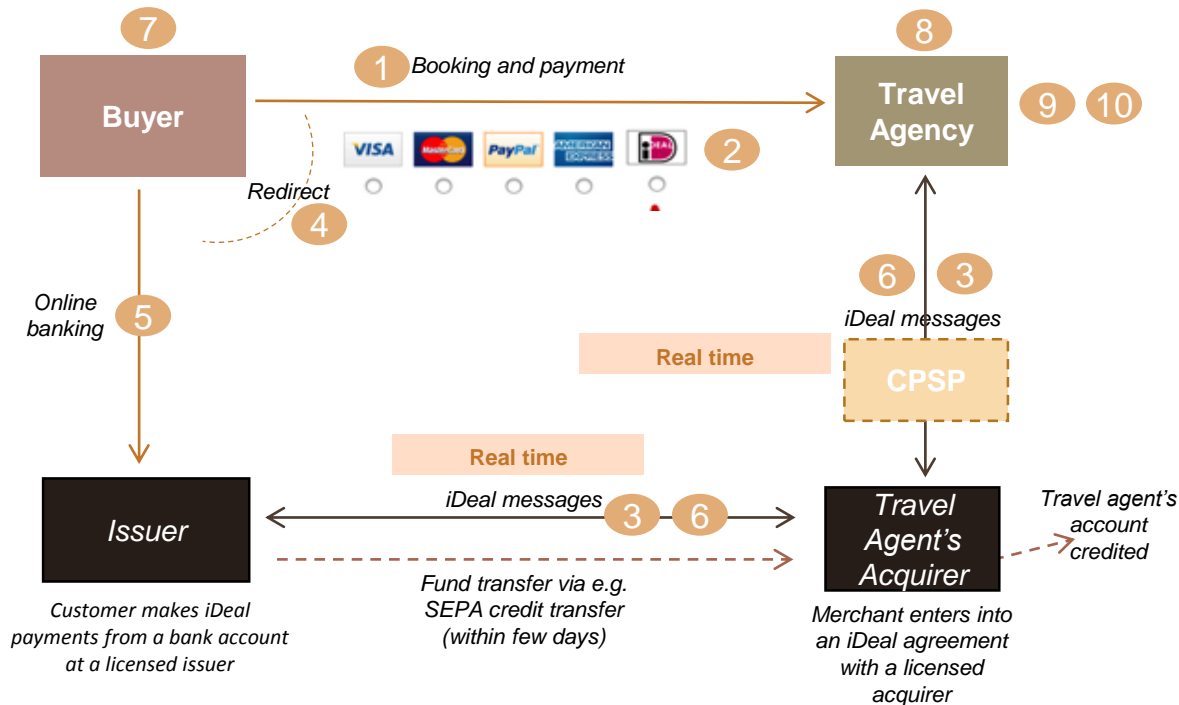 7
8
1
Booking and payment
Buyer
Travel
Agency
9
10
VISA
MasterCard
PayPal
AMERICAN
EXPRESS
iDEAL
2
Redirect
4
6
3
Online
banking
5
iDeal messages
Real time
CPSP
Real time
iDeal messages
3
6
Issuer
Travel
Agent's
Acquirer
Travel agent's
account
credited
Fund transfer via e.g.
SEPA credit transfer
(within few days)
Customer makes iDeal
payments from a bank account
at a licensed issuer
Merchant enters into
an iDeal agreement
with a licensed
acquirer